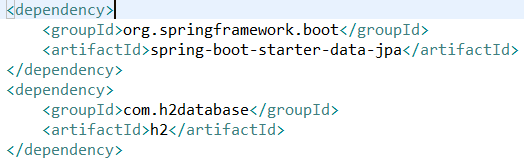 <dependency>
    <groupId>org.springframework.boot</groupId>
    <artifactId>spring-boot-starter-data-jpa</artifactId>
</dependency>
<dependency>
    <groupId>com.h2database</groupId>
    <artifactId>h2</artifactId>
</dependency>